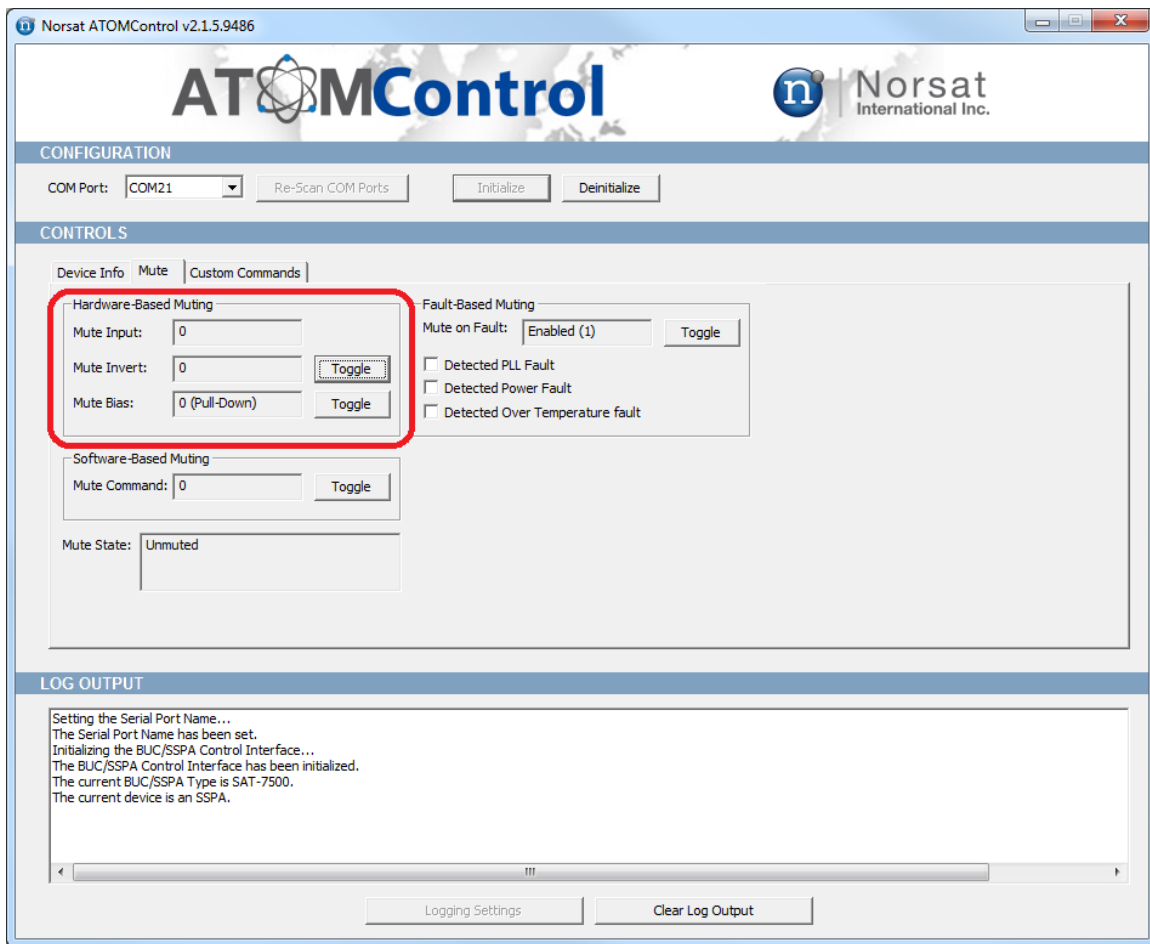 Norsat ATOMControl v2.1.5.9486
ATOMControl
n Norsat
International Inc.
CONFIGURATION
COM Port: COM21 Re-Scan COM Ports Initialize Deinitialize
CONTROLS
Device Info Mute Custom Commands
Hardware-Based Muting
Mute Input: 0
Mute Invert: 0 Toggle
Mute Bias: 0 (Pull-Down) Toggle
Fault-Based Muting
Mute on Fault: Enabled (1) Toggle
Detected PLL Fault
Detected Power Fault
Detected Over Temperature fault
Software-Based Muting
Mute Command: 0 Toggle
Mute State: Unmuted
LOG OUTPUT
Setting the Serial Port Name...
The Serial Port Name has been set.
Initializing the BUC/SSPA Control Interface...
The BUC/SSPA Control Interface has been initialized.
The current BUC/SSPA Type is SAT-7500.
The current device is an SSPA.
Logging Settings Clear Log Output